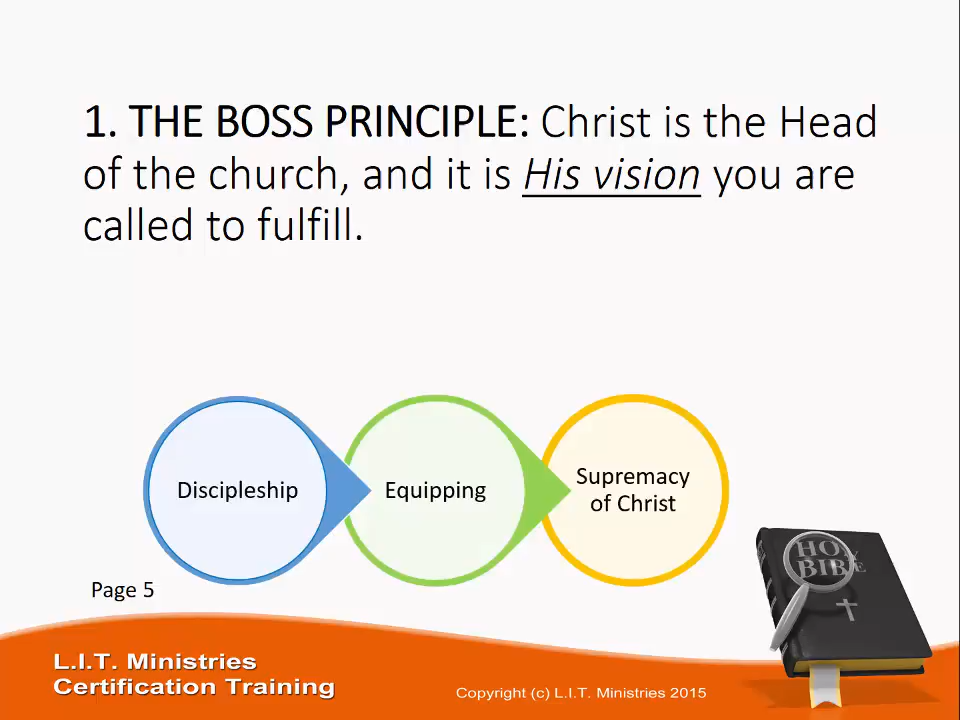 1. THE BOSS PRINCIPLE: Christ is the Head
of the church, and it is His vision you are
called to fulfill.
Discipleship
Equipping
Supremacy
of Christ
Page 5
HOLY
BIBLE
L.I.T. Ministries
Certification Training
Copyright (c) L.I.T. Ministries 2015